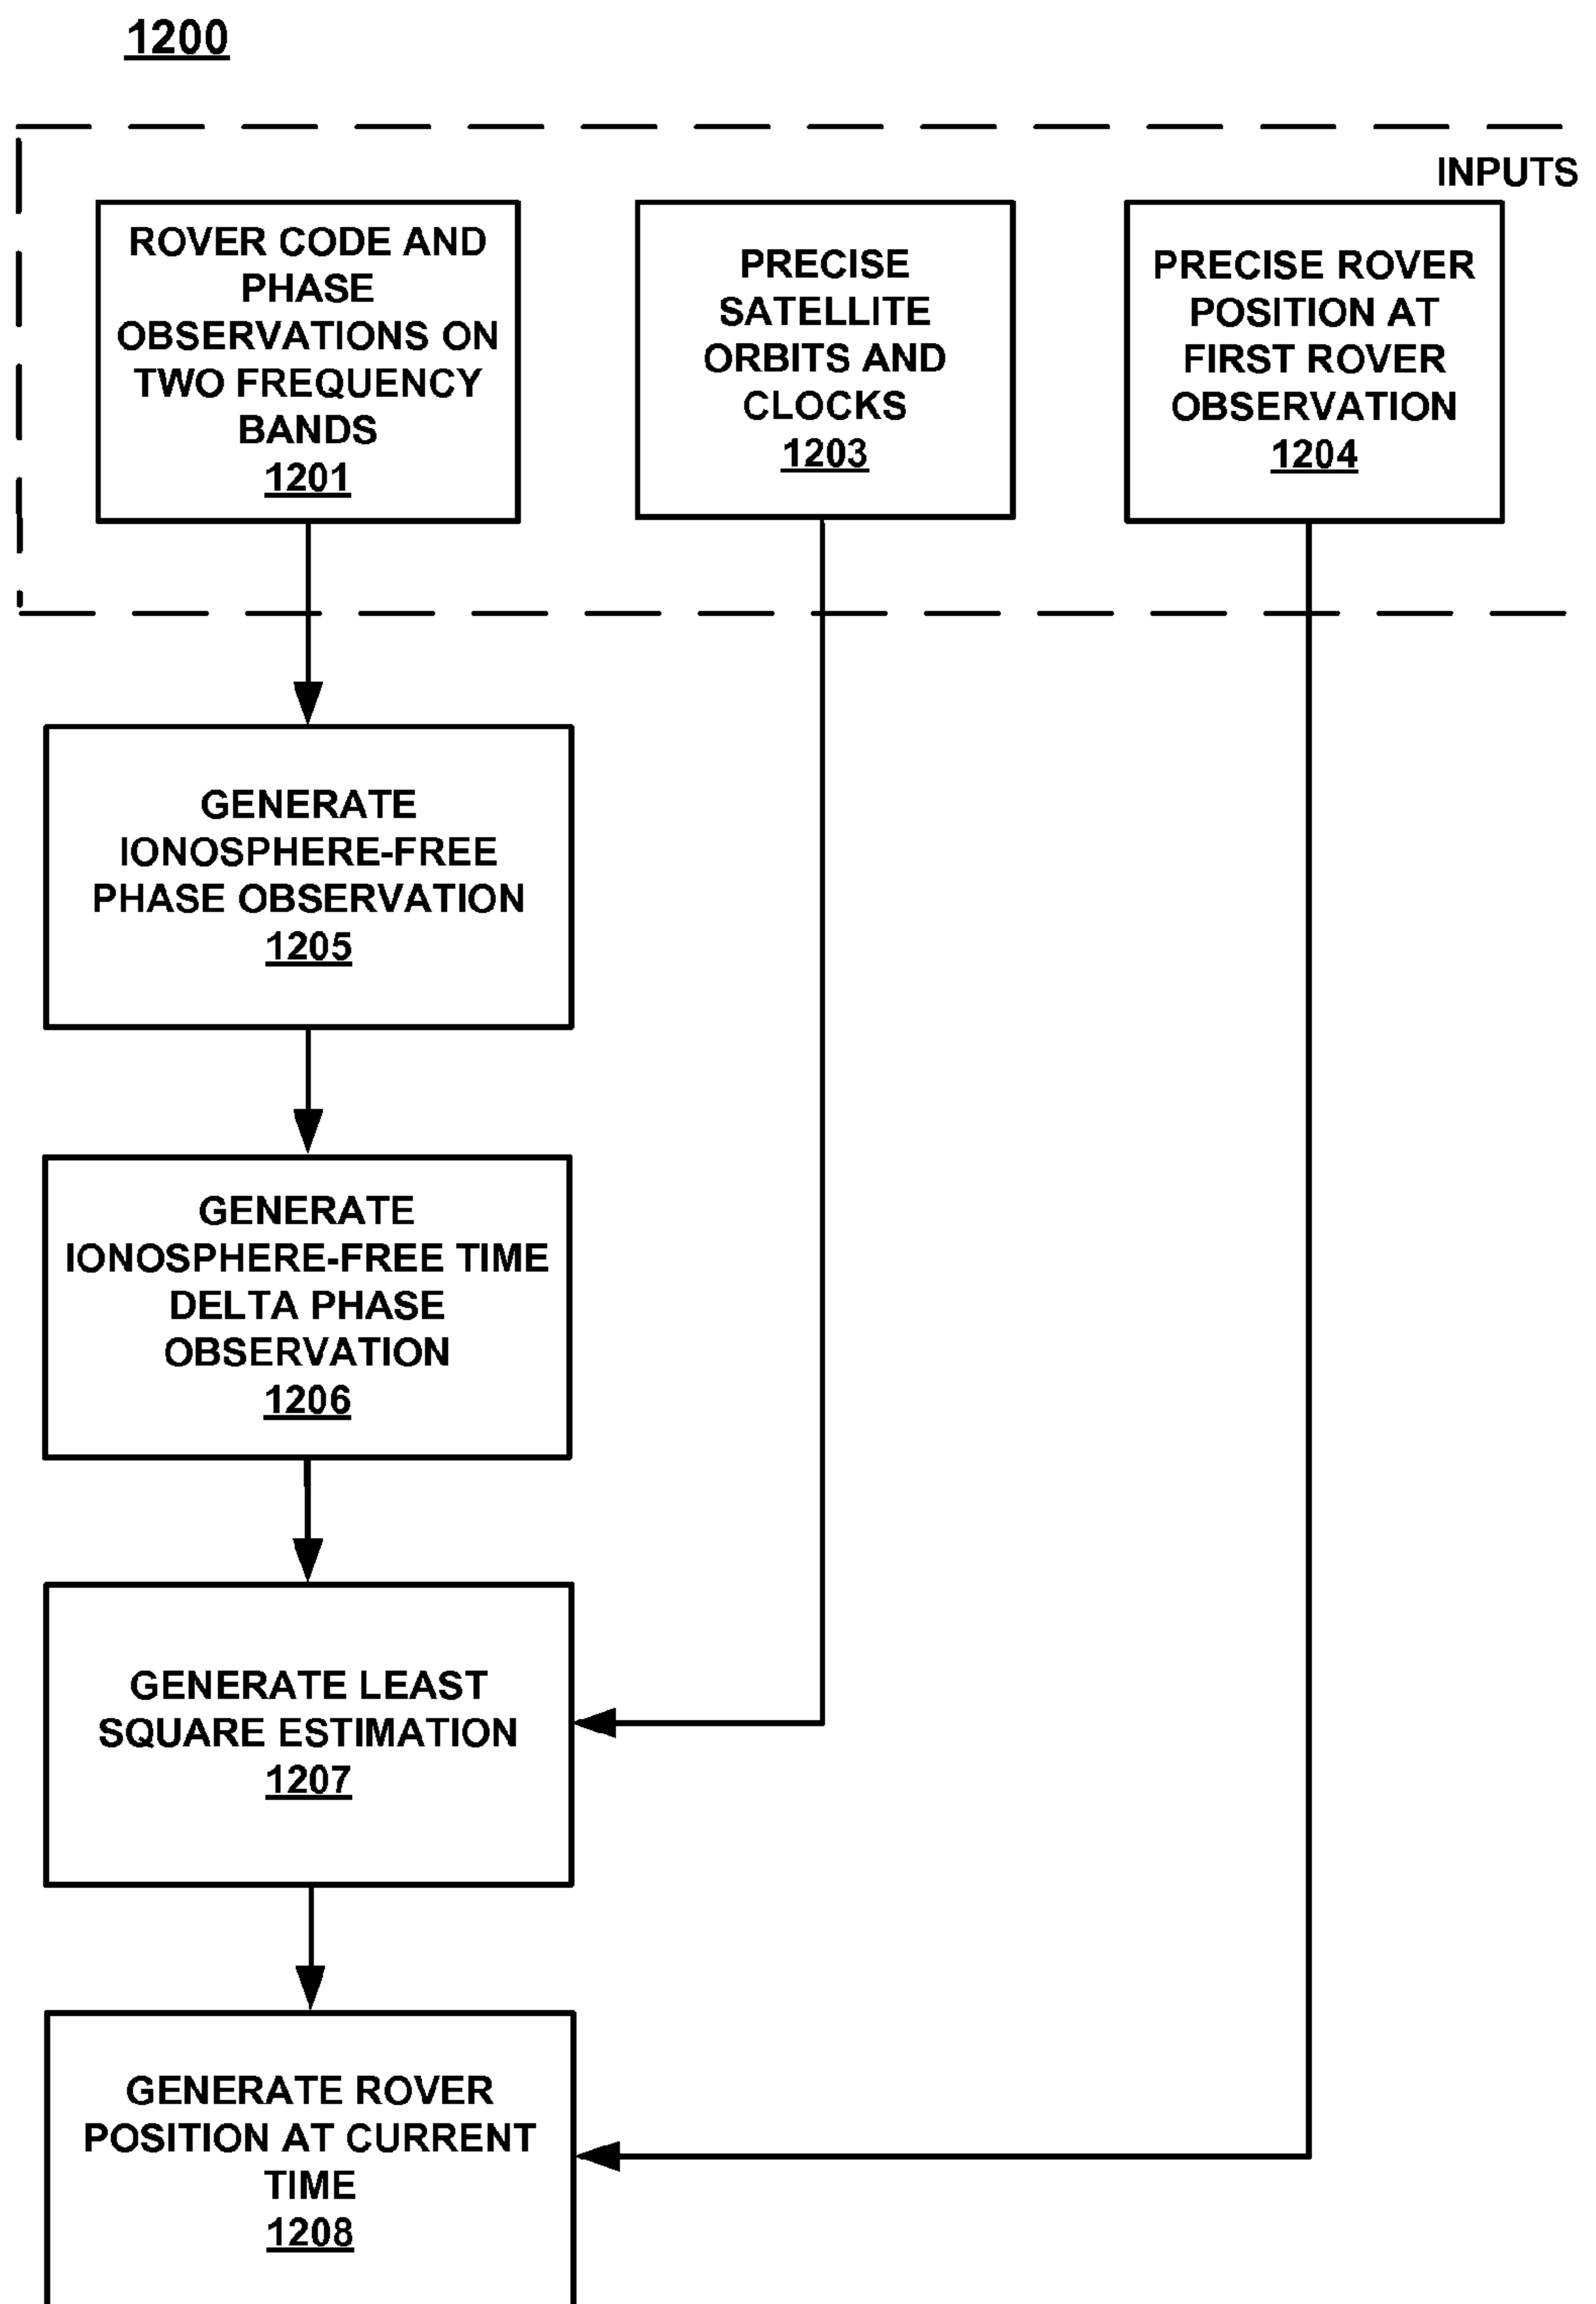 1200
INPUTS
ROVER CODE AND
PHASE
OBSERVATIONS ON
TWO FREQUENCY
BANDS
1201
PRECISE
SATELLITE
ORBITS AND
CLOCKS
1203
PRECISE ROVER
POSITION AT
FIRST ROVER
OBSERVATION
1204
GENERATE
IONOSPHERE-FREE
PHASE OBSERVATION
1205
GENERATE
IONOSPHERE-FREE TIME
DELTA PHASE
OBSERVATION
1206
GENERATE LEAST
SQUARE ESTIMATION
1207
GENERATE ROVER
POSITION AT CURRENT
TIME
1208